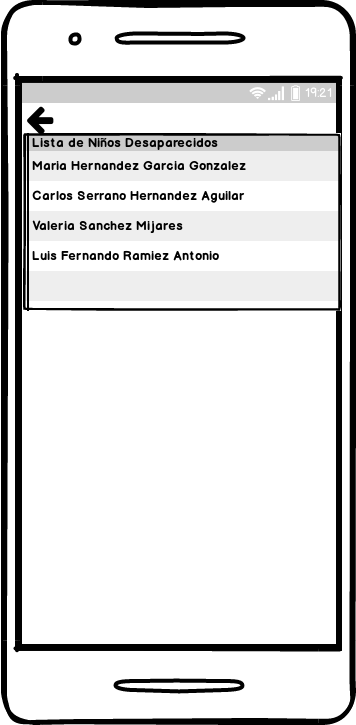 19:21
Lista de Niños Desaparecidos
Maria Hernandez Garcia Gonzalez
Carlos Serrano Hernandez Aguilar
Valeria Sanchez Mijares
Luis Fernando Ramiez Antonio